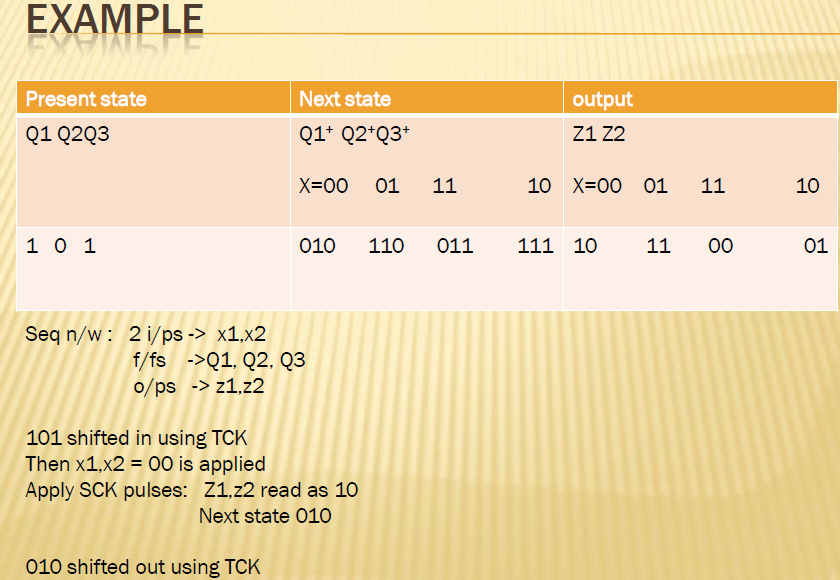 EXAMPLE
Present state Next state output
Q1 Q2Q3 Q1⁺ Q2⁺Q3⁺ Z1 Z2
X=00 01 11 10 X=00 01 11 10
1 0 1 010 110 011 111 10 11 00 01
Seq n/w : 2 i/ps -> x1,x2
f/fs ->Q1, Q2, Q3
o/ps -> z1,z2
101 shifted in using TCK
Then x1,x2 = 00 is applied
Apply SCK pulses: Z1,z2 read as 10
Next state 010
010 shifted out using TCK